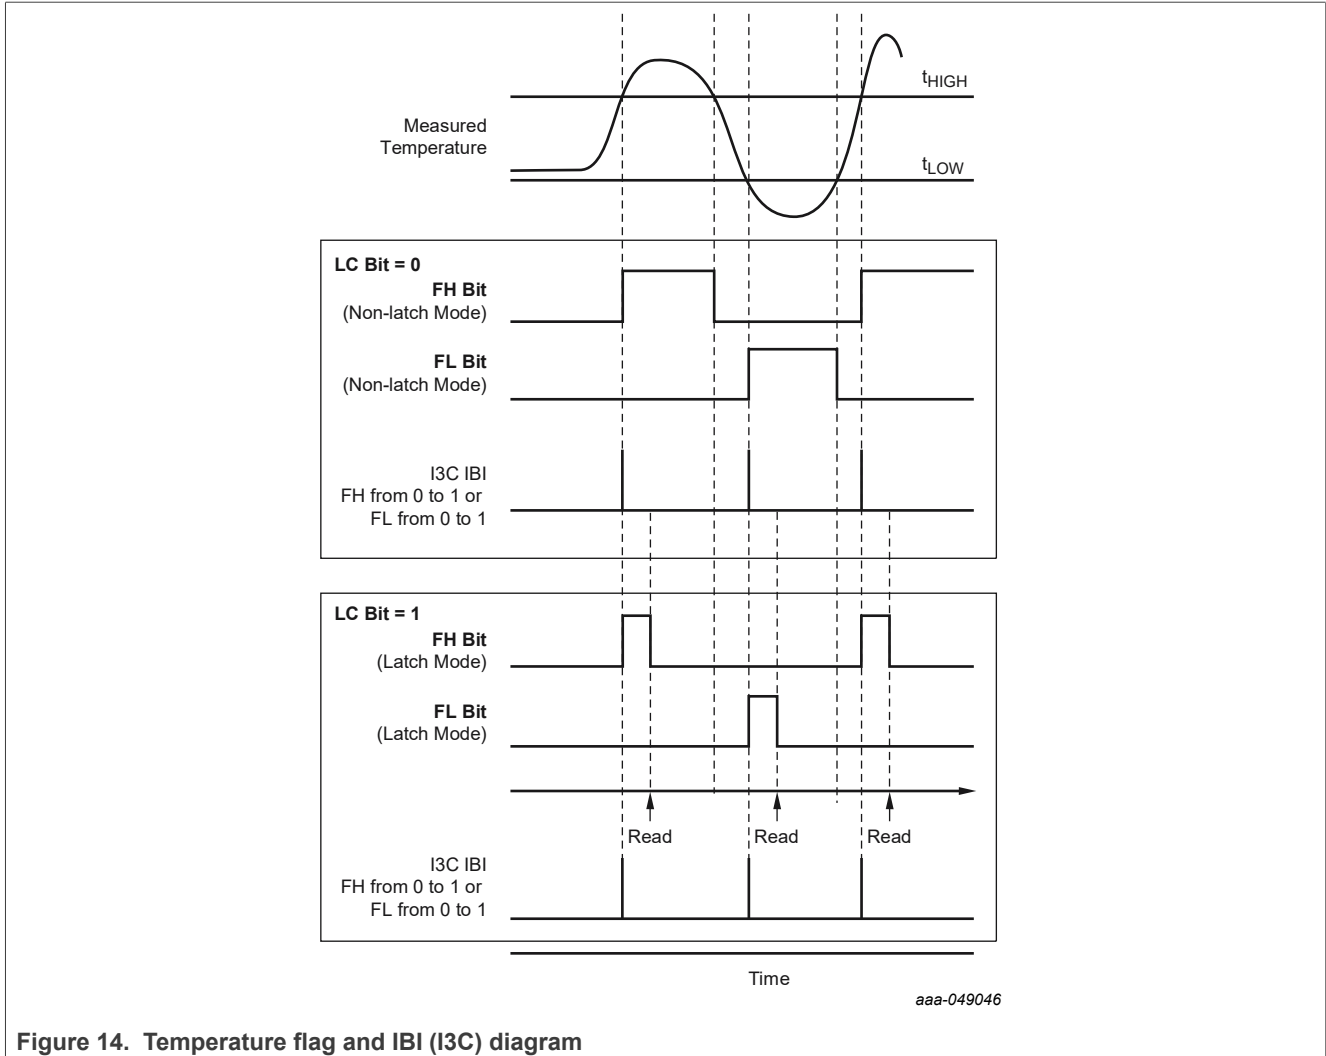 tHIGH
Measured
Temperature
tLOW
LC Bit = 0
FH Bit
(Non-latch Mode)
FL Bit
(Non-latch Mode)
I3C IBI
FH from 0 to 1 or
FL from 0 to 1
LC Bit = 1
FH Bit
(Latch Mode)
FL Bit
(Latch Mode)
Read Read Read
I3C IBI
FH from 0 to 1 or
FL from 0 to 1
Time
aaa-049046
Figure 14. Temperature flag and IBI (I3C) diagram